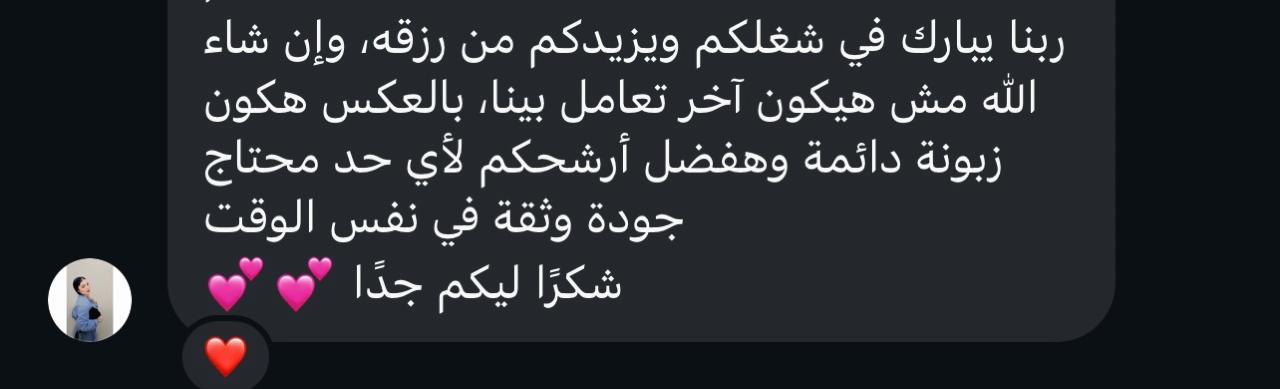 ربنا يبارك في شغلكم ويزيدكم من رزقه، وإن شاء
الله مش هيكون آخر تعامل بينا، بالعكس هكون
زبونة دائمة وهفضل أرشحكم لأي حد محتاج
جودة وثقة في نفس الوقت
شكرًا ليكم جدًا 💕 💕
❤️